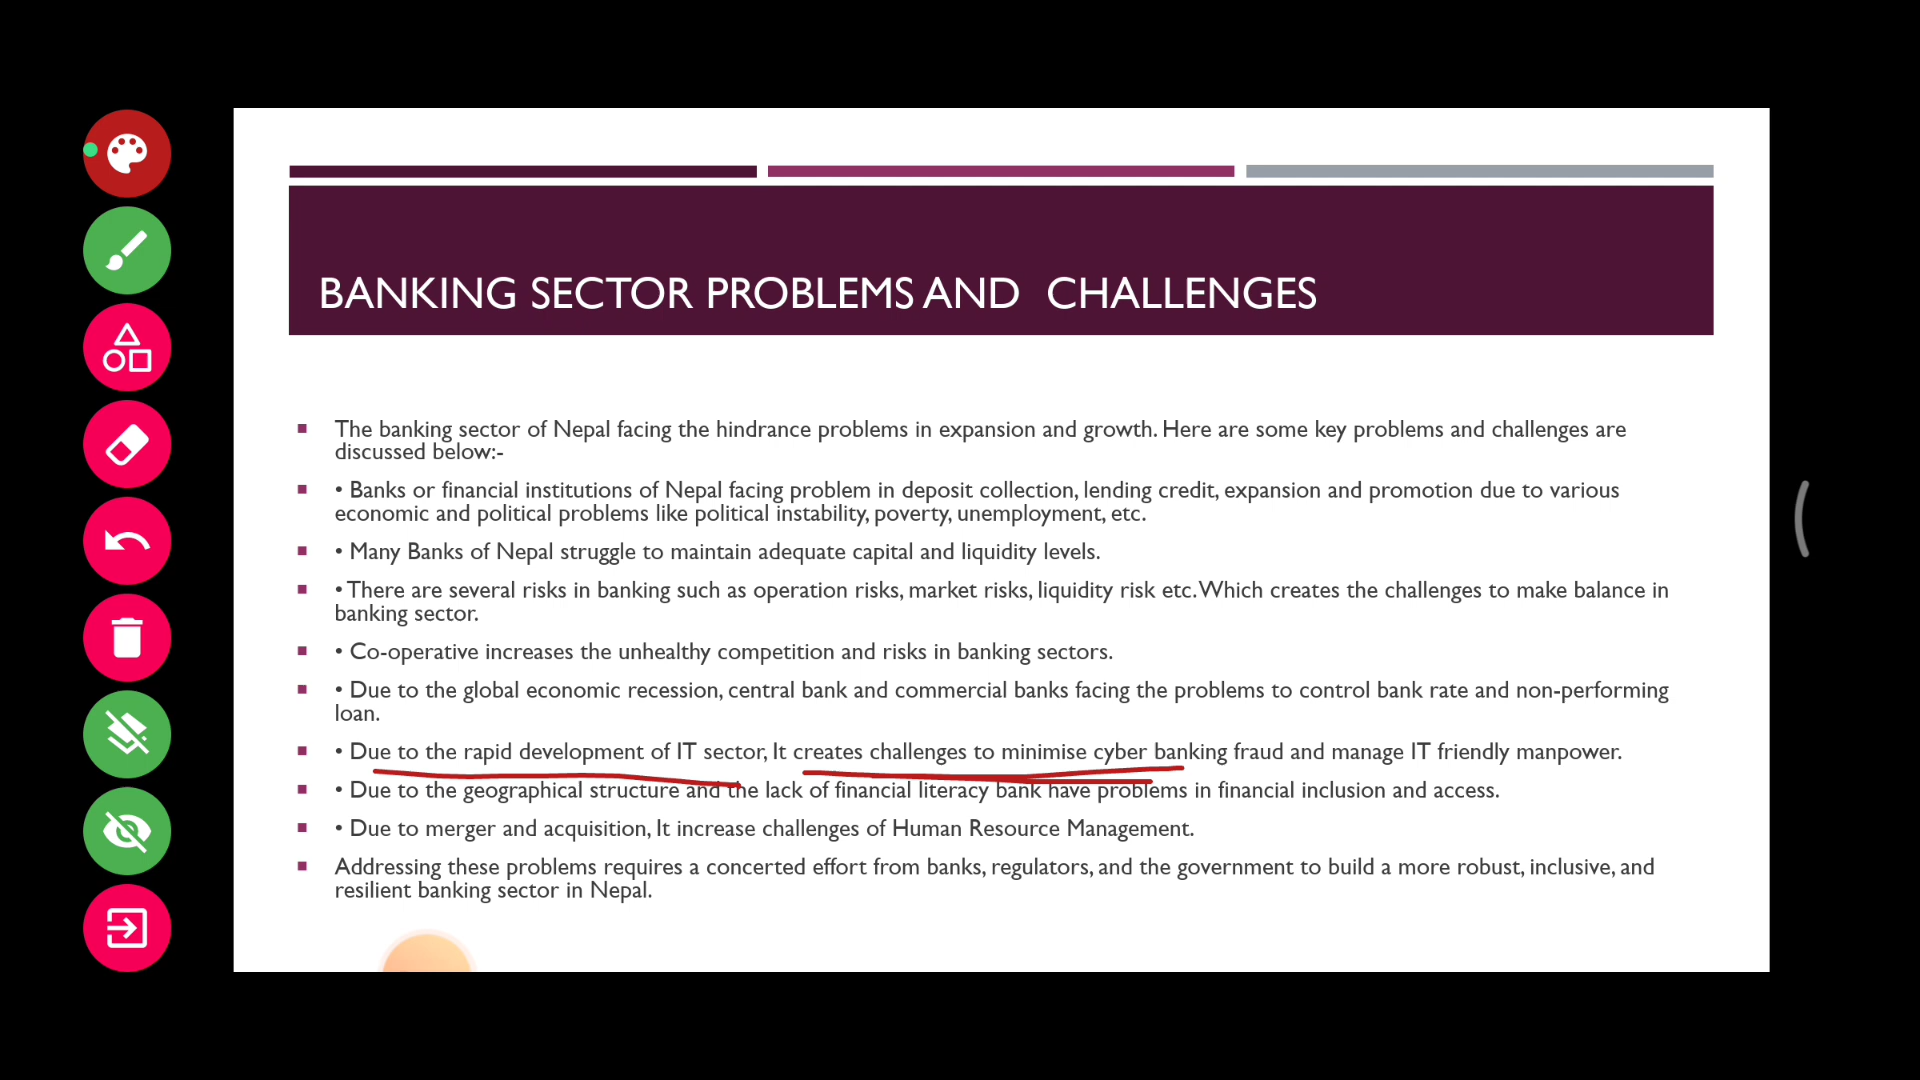 BANKING SECTOR PROBLEMS AND CHALLENGES
The banking sector of Nepal facing the hindrance problems in expansion and growth. Here are some key problems and challenges are
discussed below:-
• Banks or financial institutions of Nepal facing problem in deposit collection, lending credit, expansion and promotion due to various
economic and political problems like political instability, poverty, unemployment, etc.
• Many Banks of Nepal struggle to maintain adequate capital and liquidity levels.
• There are several risks in banking such as operation risks, market risks, liquidity risk etc. Which creates the challenges to make balance in
banking sector.
• Co-operative increases the unhealthy competition and risks in banking sectors.
• Due to the global economic recession, central bank and commercial banks facing the problems to control bank rate and non-performing
loan.
• Due to the rapid development of IT sector, It creates challenges to minimise cyber banking fraud and manage IT friendly manpower.
• Due to the geographical structure and the lack of financial literacy bank have problems in financial inclusion and access.
• Due to merger and acquisition, It increase challenges of Human Resource Management.
Addressing these problems requires a concerted effort from banks, regulators, and the government to build a more robust, inclusive, and
resilient banking sector in Nepal.